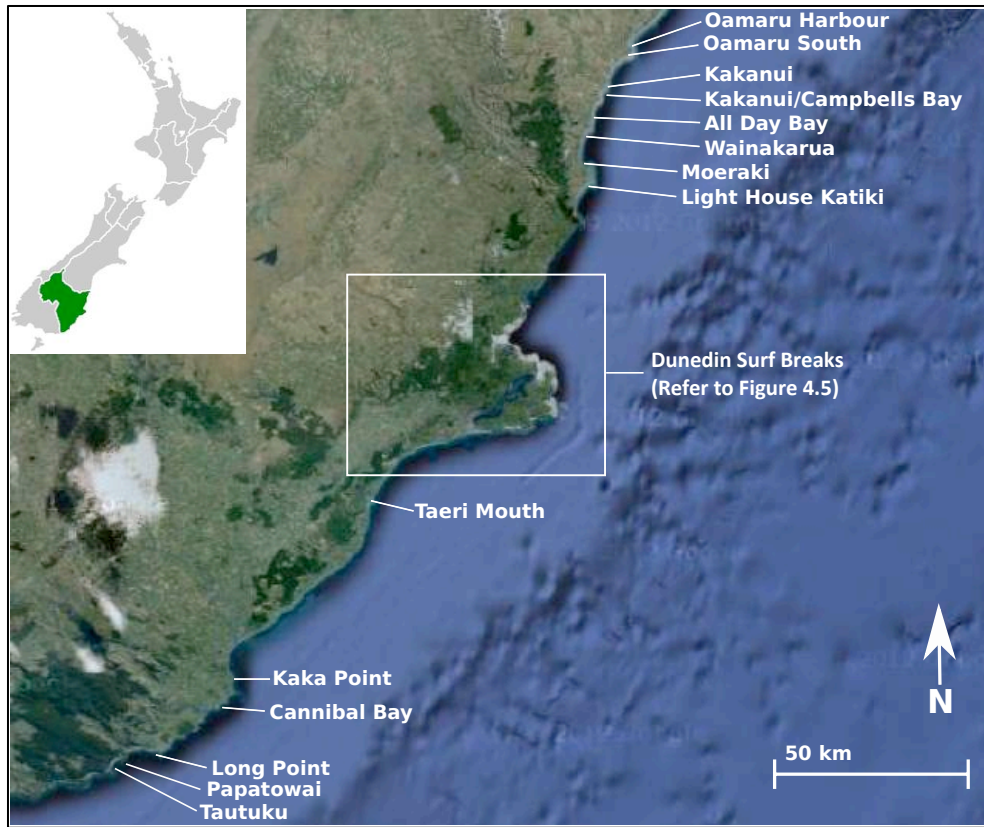 Oamaru Harbour
Oamaru South
Kakanui
Kakanui/Campbells Bay
All Day Bay
Wainakarua
Moeraki
Light House Katiki
Dunedin Surf Breaks
(Refer to Figure 4.5)
Taeri Mouth
Kaka Point
Cannibal Bay
Long Point
Papatowai
Tautuku
N
50 km